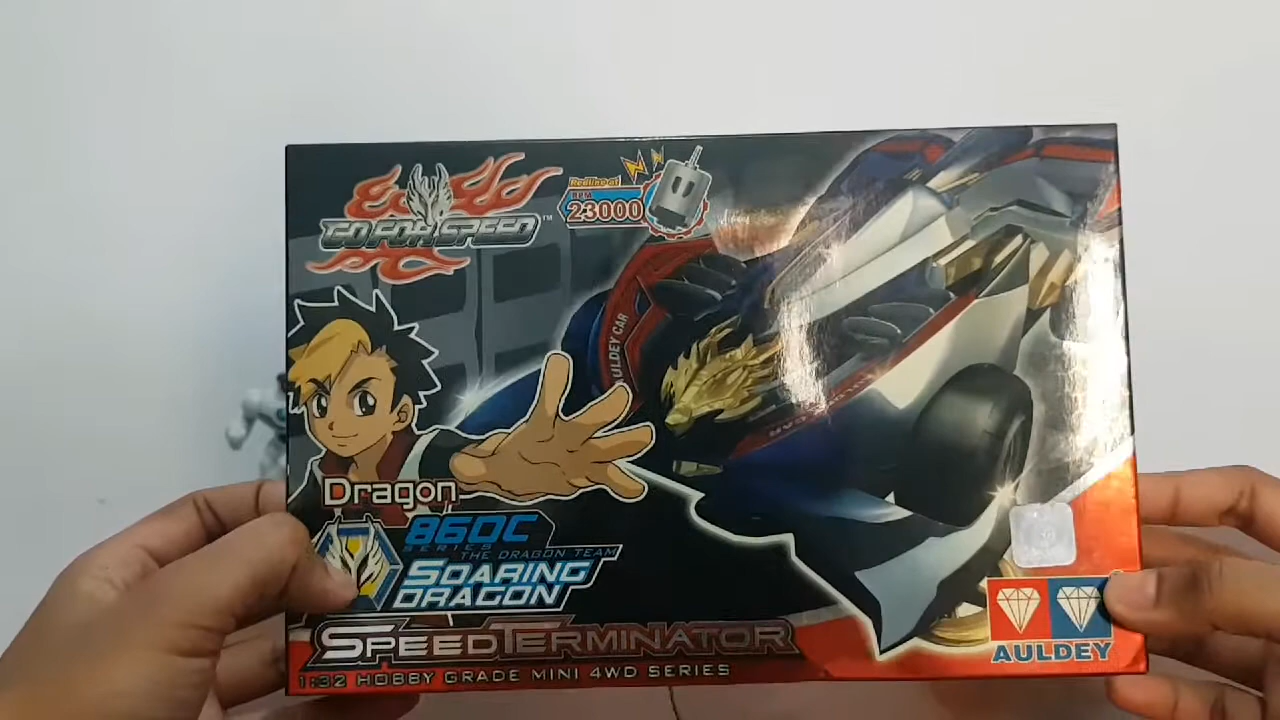 GO FOR SPEED™
Redline at
RPM
23000
AULDEY CAR
Dragon
860C
SERIES
THE DRAGON TEAM
SOARING
DRAGON
SPEEDTERMINATOR
1:32 HOBBY GRADE MINI 4WD SERIES
AULDEY